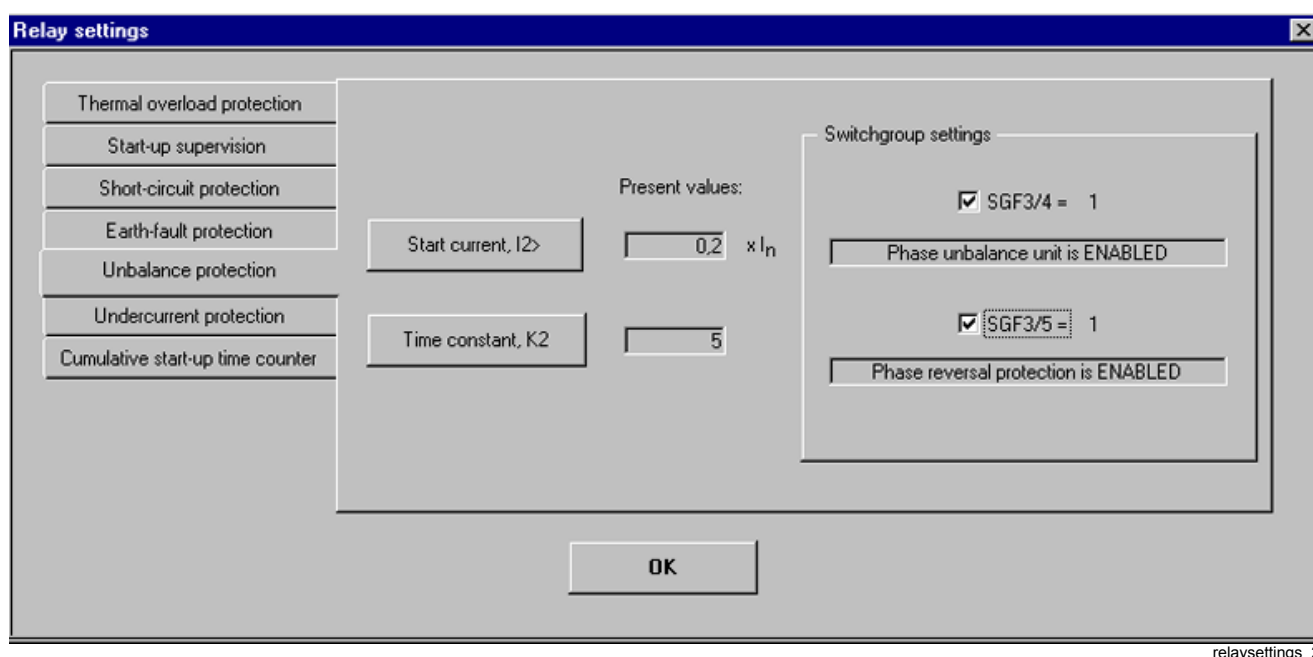 Relay settings
Thermal overload protection
Start-up supervision
Short-circuit protection
Earth-fault protection
Unbalance protection
Undercurrent protection
Cumulative start-up time counter
Present values:
Start current, I2>
0,2 x In
Time constant, K2
5
Switchgroup settings
SGF3/4 = 1
Phase unbalance unit is ENABLED
SGF3/5 = 1
Phase reversal protection is ENABLED
OK
relaysettings